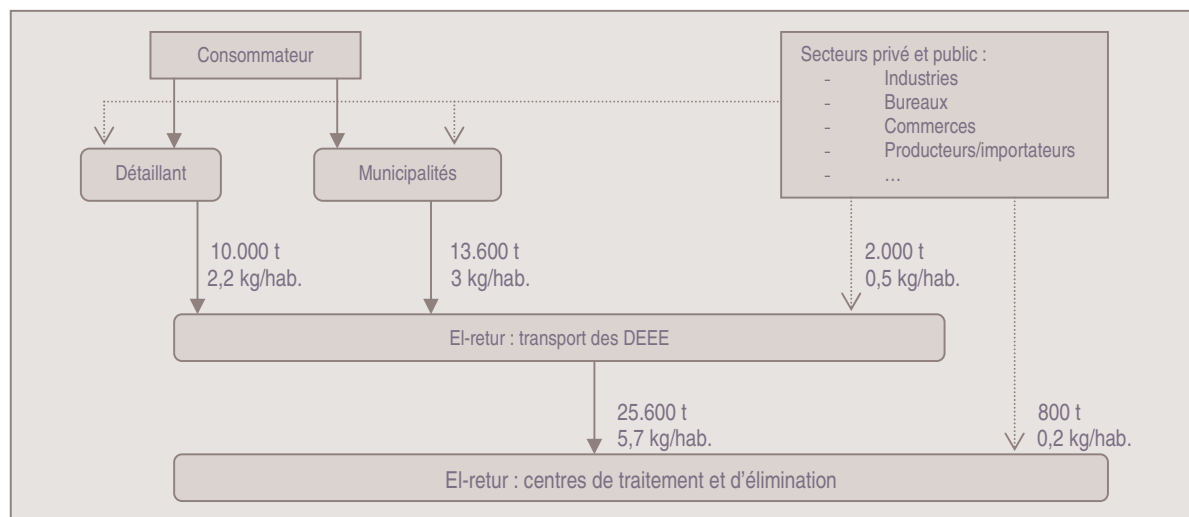 Consommateur
Secteurs privé et public :
- Industries
- Bureaux
- Commerces
- Producteurs/importateurs
- ...
Détaillant
Municipalités
10.000 t
2,2 kg/hab.
13.600 t
3 kg/hab.
2.000 t
0,5 kg/hab.
El-retur : transport des DEEE
25.600 t
5,7 kg/hab.
800 t
0,2 kg/hab.
El-retur : centres de traitement et d'élimination